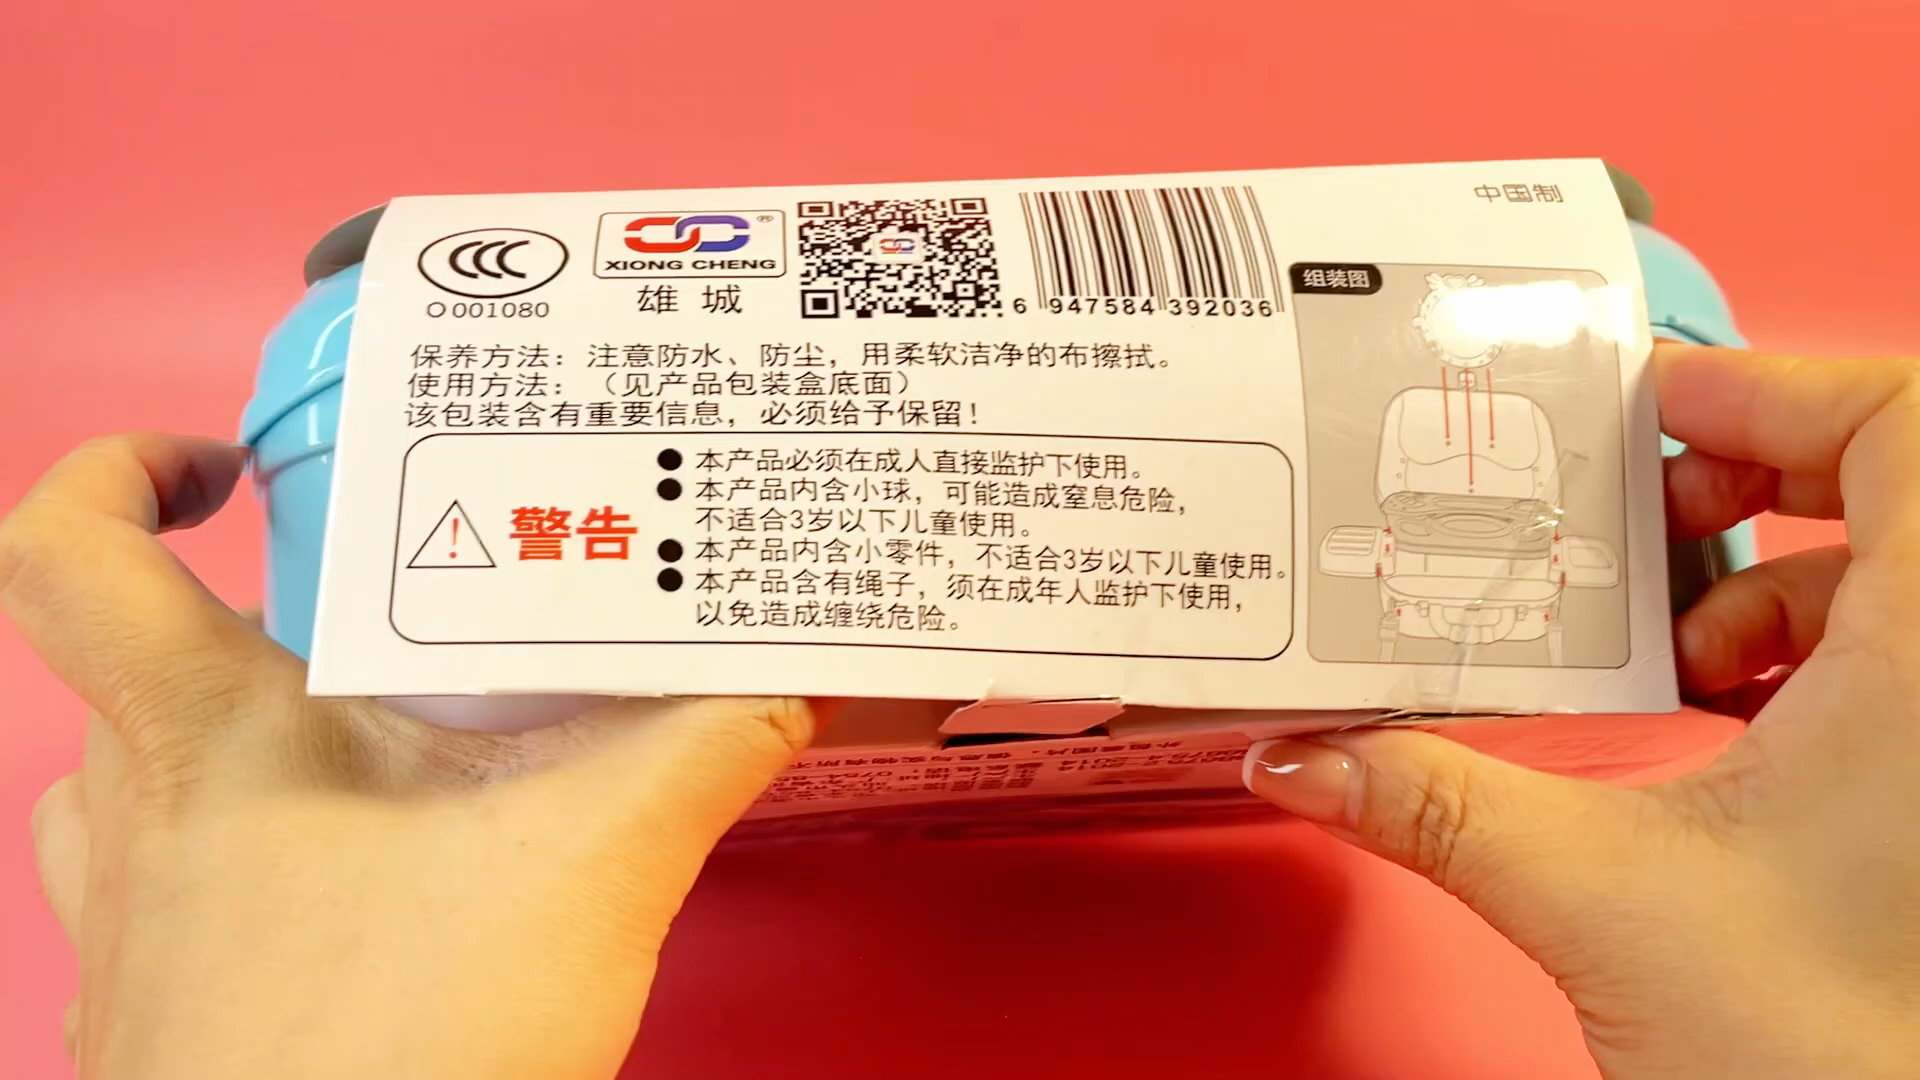 中国制
O001080
XIONG CHENG®
雄城
6 947584 392036
组装图
保养方法：注意防水、防尘，用柔软洁净的布擦拭。
使用方法：（见产品包装盒底面）
该包装含有重要信息，必须给予保留！
警告
● 本产品必须在成人直接监护下使用。
● 本产品内含小球，可能造成窒息危险，
不适合3岁以下儿童使用。
● 本产品内含小零件，不适合3岁以下儿童使用。
● 本产品含有绳子，须在成年人监护下使用，
以免造成缠绕危险。